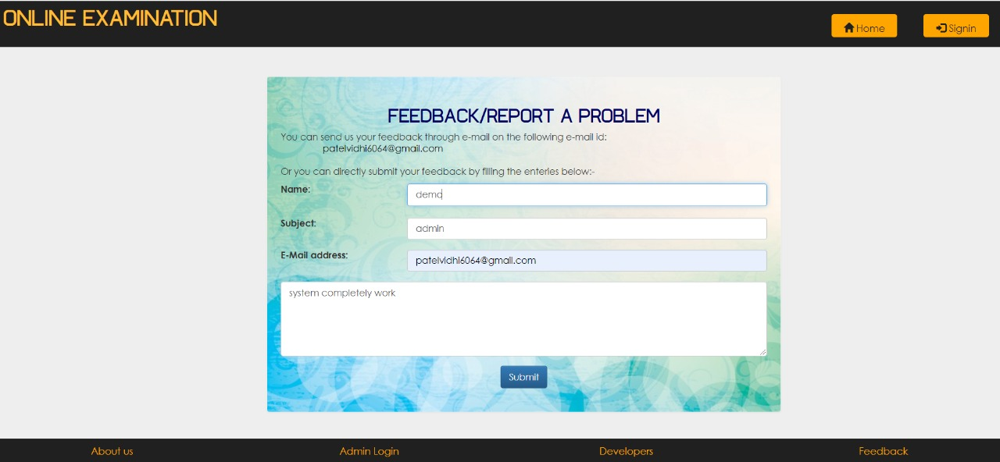 ONLINE EXAMINATION
Home
Signin
FEEDBACK/REPORT A PROBLEM
You can send us your feedback through e-mail on the following e-mail id:
patelvidhi6064@gmail.com
Or you can directly submit your feedback by filling the enteries below:-
Name:
demo
Subject:
admin
E-Mail address:
patelvidhi6064@gmail.com
system completely work
Submit
About us
Admin Login
Developers
Feedback